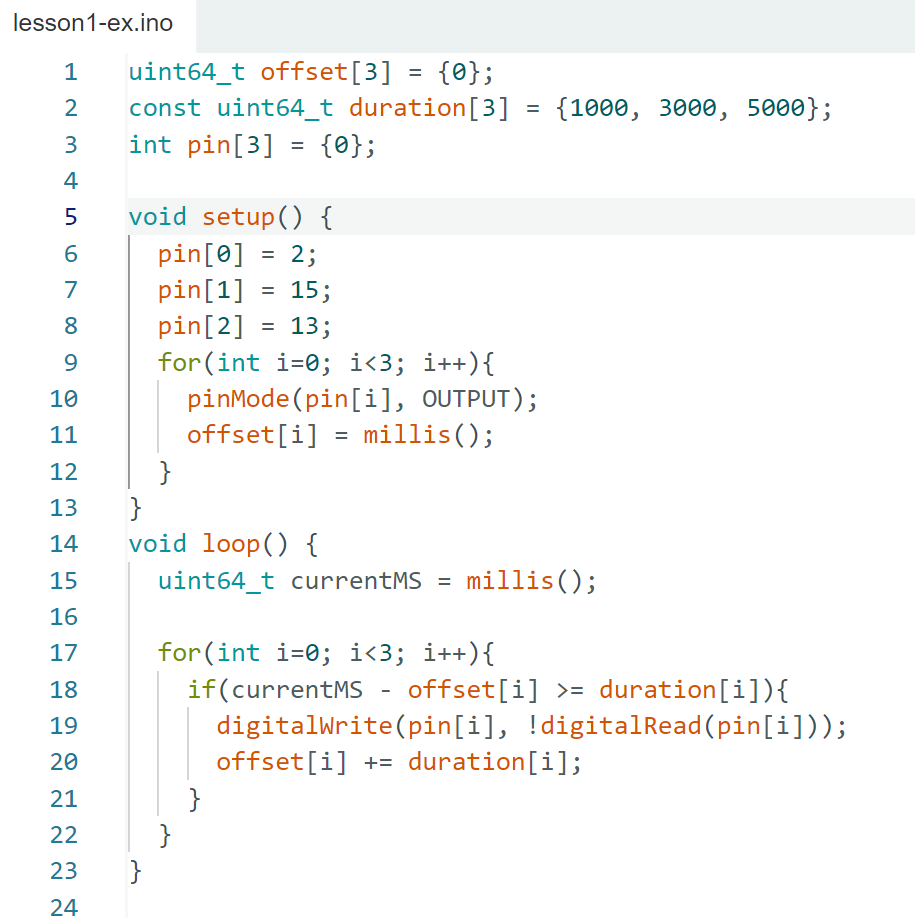 lesson1-ex.ino
1 uint64_t offset[3] = {0};
2 const uint64_t duration[3] = {1000, 3000, 5000};
3 int pin[3] = {0};
4
5 void setup() {
6   pin[0] = 2;
7   pin[1] = 15;
8   pin[2] = 13;
9   for(int i=0; i<3; i++){
10     pinMode(pin[i], OUTPUT);
11     offset[i] = millis();
12   }
13 }
14 void loop() {
15   uint64_t currentMS = millis();
16
17   for(int i=0; i<3; i++){
18     if(currentMS - offset[i] >= duration[i]){
19       digitalWrite(pin[i], !digitalRead(pin[i]));
20       offset[i] += duration[i];
21     }
22   }
23 }
24